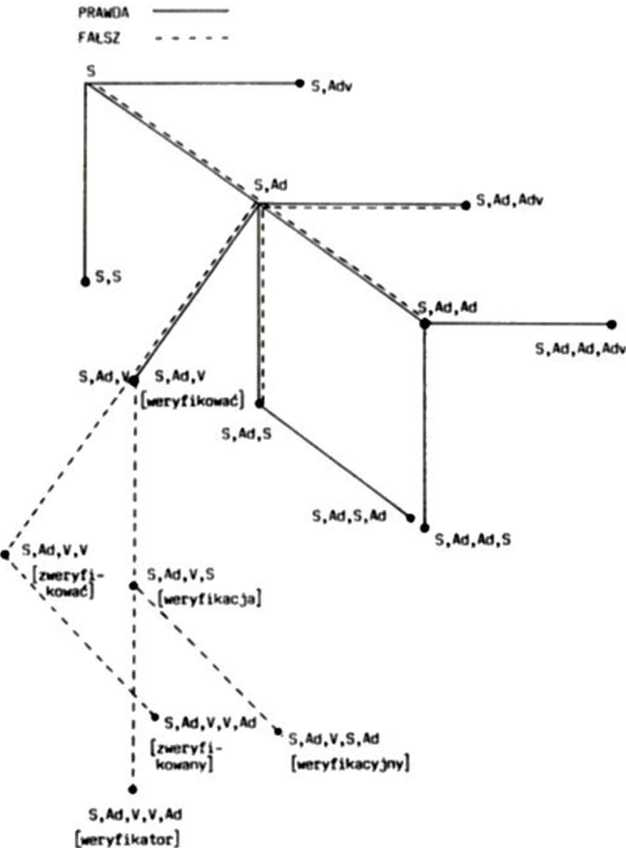 PRAWDA
FAŁSZ
S
S,Adv
S,Ad
S,Ad,Adv
S,S
S,Ad,Ad
S,Ad,Ad,Adv
S,Ad,V
S,Ad,V
[weryfikować]
S,Ad,S
S,Ad,S,Ad
S,Ad,Ad,S
S,Ad,V,V
[zweryfi-
kować]
S,Ad,V,S
[weryfikacja]
S,Ad,V,V,Ad
[zweryfi-
kowany]
S,Ad,V,S,Ad
[weryfikacyjny]
S,Ad,V,V,Ad
[weryfikator]